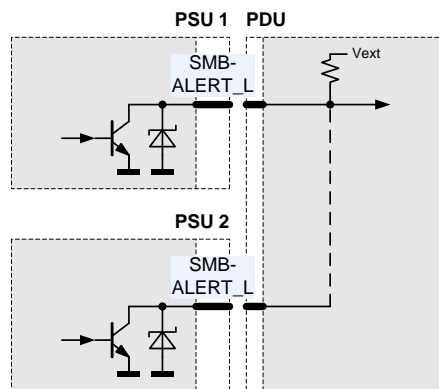 PSU 1 PDU
SMB-
ALERT_L
Vext
PSU 2
SMB-
ALERT_L